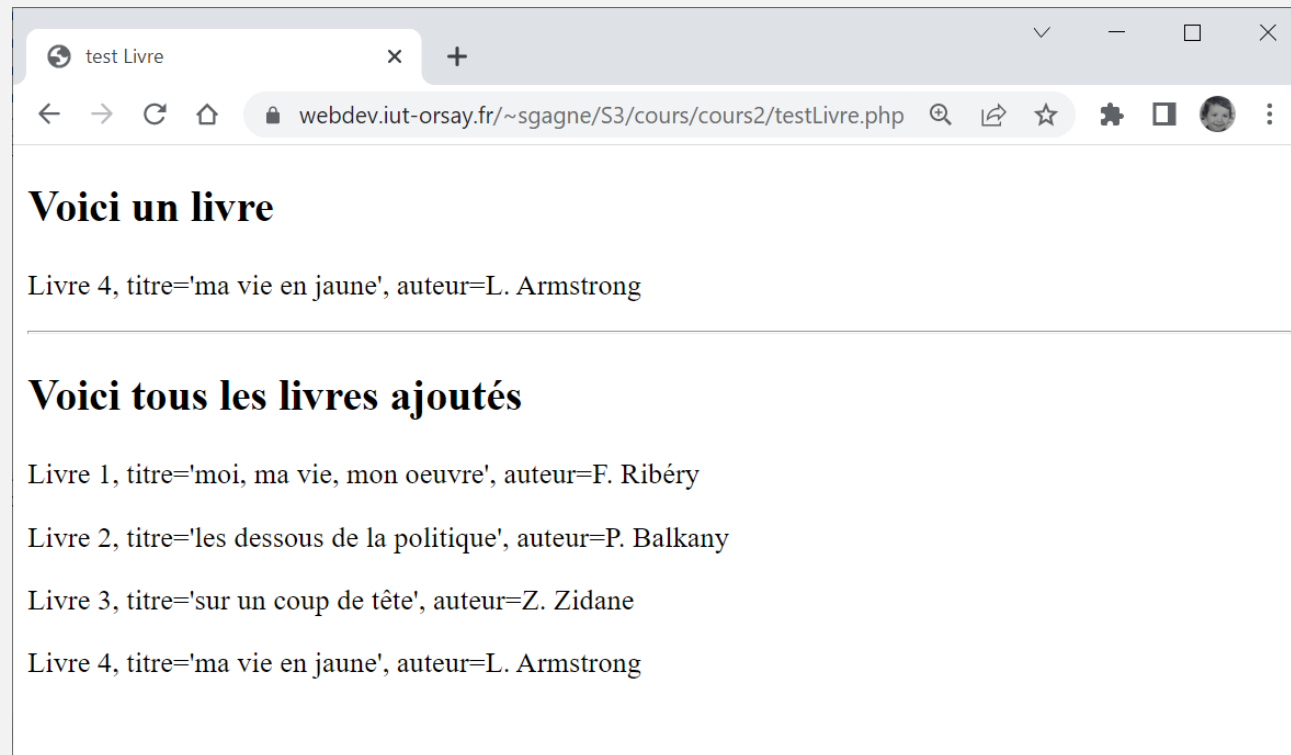 test Livre
webdev.iut-orsay.fr/~sgagne/S3/cours/cours2/testLivre.php
Voici un livre
Livre 4, titre='ma vie en jaune', auteur=L. Armstrong
Voici tous les livres ajoutés
Livre 1, titre='moi, ma vie, mon oeuvre', auteur=F. Ribéry
Livre 2, titre='les dessous de la politique', auteur=P. Balkany
Livre 3, titre='sur un coup de tête', auteur=Z. Zidane
Livre 4, titre='ma vie en jaune', auteur=L. Armstrong